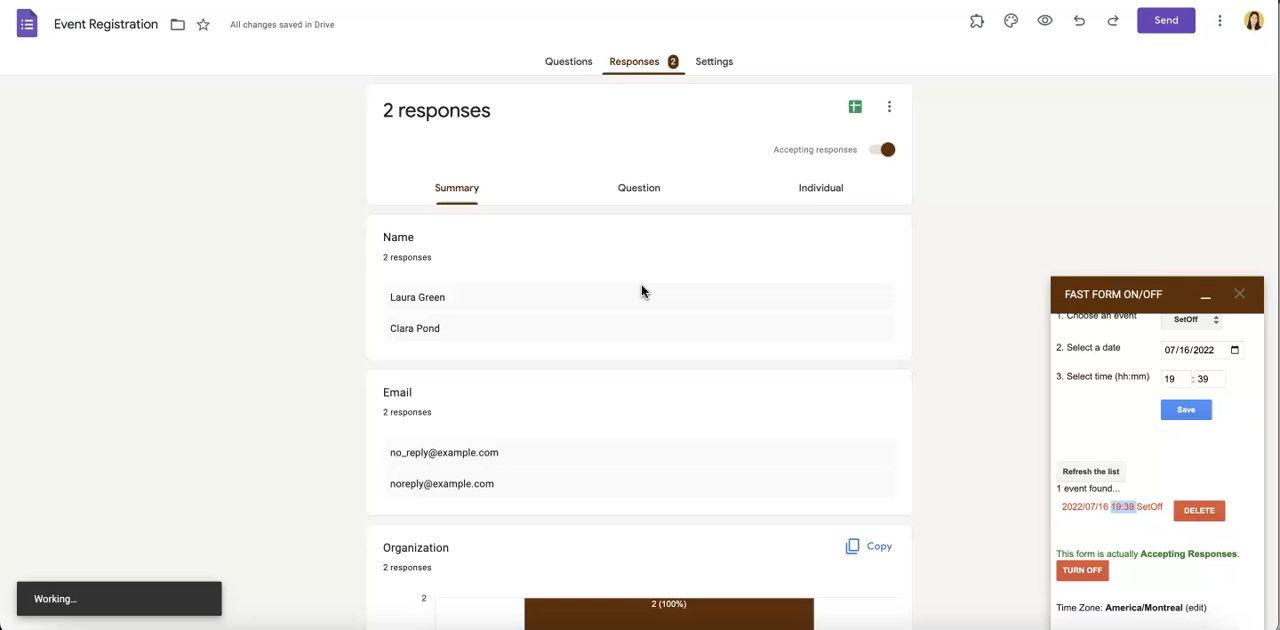 Event Registration
All changes saved in Drive
Send
Questions Responses 2 Settings
2 responses
Accepting responses
Summary Question Individual
Name
2 responses
Laura Green
Clara Pond
Email
2 responses
no_reply@example.com
noreply@example.com
Organization
Copy
2 responses
2
2 (100%)
Working...
FAST FORM ON/OFF
1. Choose an event SetOff
2. Select a date 07/16/2022
3. Select time (hh:mm) 19 : 39
Save
Refresh the list
1 event found...
2022/07/16 19:39 SetOff DELETE
This form is actually Accepting Responses.
TURN OFF
Time Zone: America/Montreal (edit)